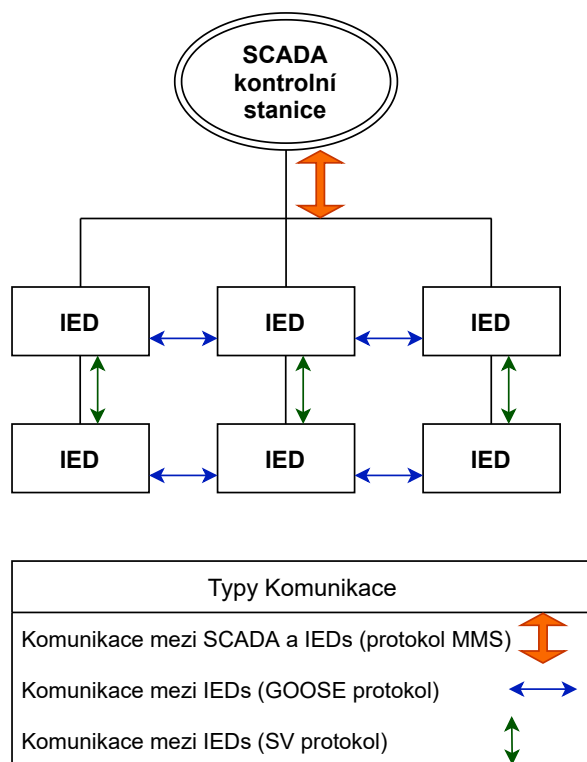 SCADA
kontrolní
stanice
IED
IED
IED
IED
IED
IED
Typy Komunikace
Komunikace mezi SCADA a IEDs (protokol MMS)
Komunikace mezi IEDs (GOOSE protokol)
Komunikace mezi IEDs (SV protokol)